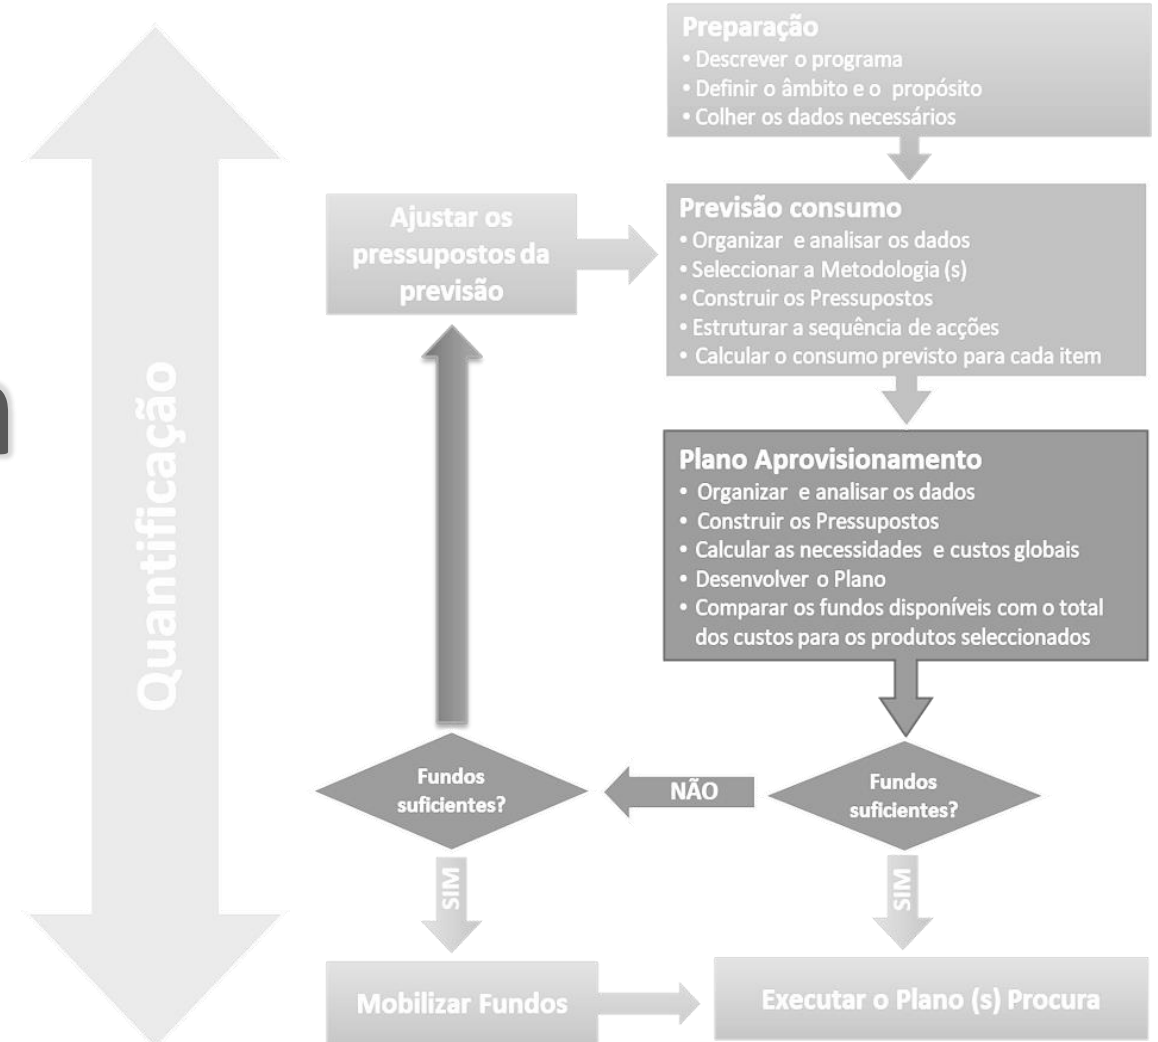 Preparação
• Descrever o programa
• Definir o âmbito e o propósito
• Colher os dados necessários
Ajustar os
pressupostos da
previsão
Previsão consumo
• Organizar e analisar os dados
• Seleccionar a Metodologia (s)
• Construir os Pressupostos
• Estruturar a sequência de acções
• Calcular o consumo previsto para cada item
Quantificação
Plano Aprovisionamento
• Organizar e analisar os dados
• Construir os Pressupostos
• Calcular as necessidades e custos globais
• Desenvolver o Plano
• Comparar os fundos disponíveis com o total
dos custos para os produtos seleccionados
Fundos
suficientes?
NÃO
Fundos
suficientes?
SIM
SIM
Mobilizar Fundos
Executar o Plano (s) Procura